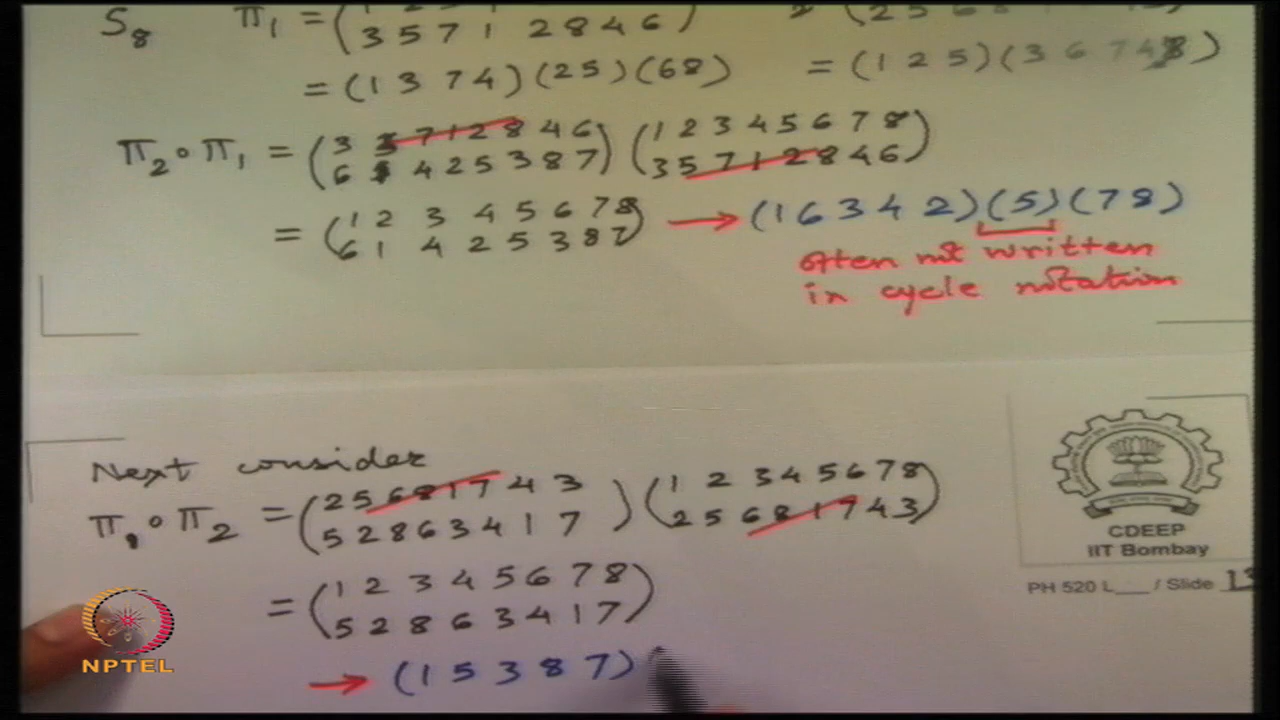 S₈ π₁ = ( 3 5 7 1 2 8 4 6 ) 2 ( 2 5 6 8
= (1 3 7 4)(2 5)(6 8) = (1 2 5)(3 6 7 4 8)
π₂ ∘ π₁ = ( 3 5 7 1 2 8 4 6 ) ( 1 2 3 4 5 6 7 8 )
( 6 1 4 2 5 3 8 7 ) ( 3 5 7 1 2 8 4 6 )
= ( 1 2 3 4 5 6 7 8 ) → (1 6 3 4 2)(5)(7 8)
( 6 1 4 2 5 3 8 7 )
often not written
in cycle notation
Next consider
π₁ ∘ π₂ = ( 2 5 6 8 1 7 4 3 ) ( 1 2 3 4 5 6 7 8 )
( 5 2 8 6 3 4 1 7 ) ( 2 5 6 8 1 7 4 3 )
= ( 1 2 3 4 5 6 7 8 )
( 5 2 8 6 3 4 1 7 )
→ (1 5 3 8 7)
CDEEP
IIT Bombay
PH 520 L___ / Slide 13
NPTEL